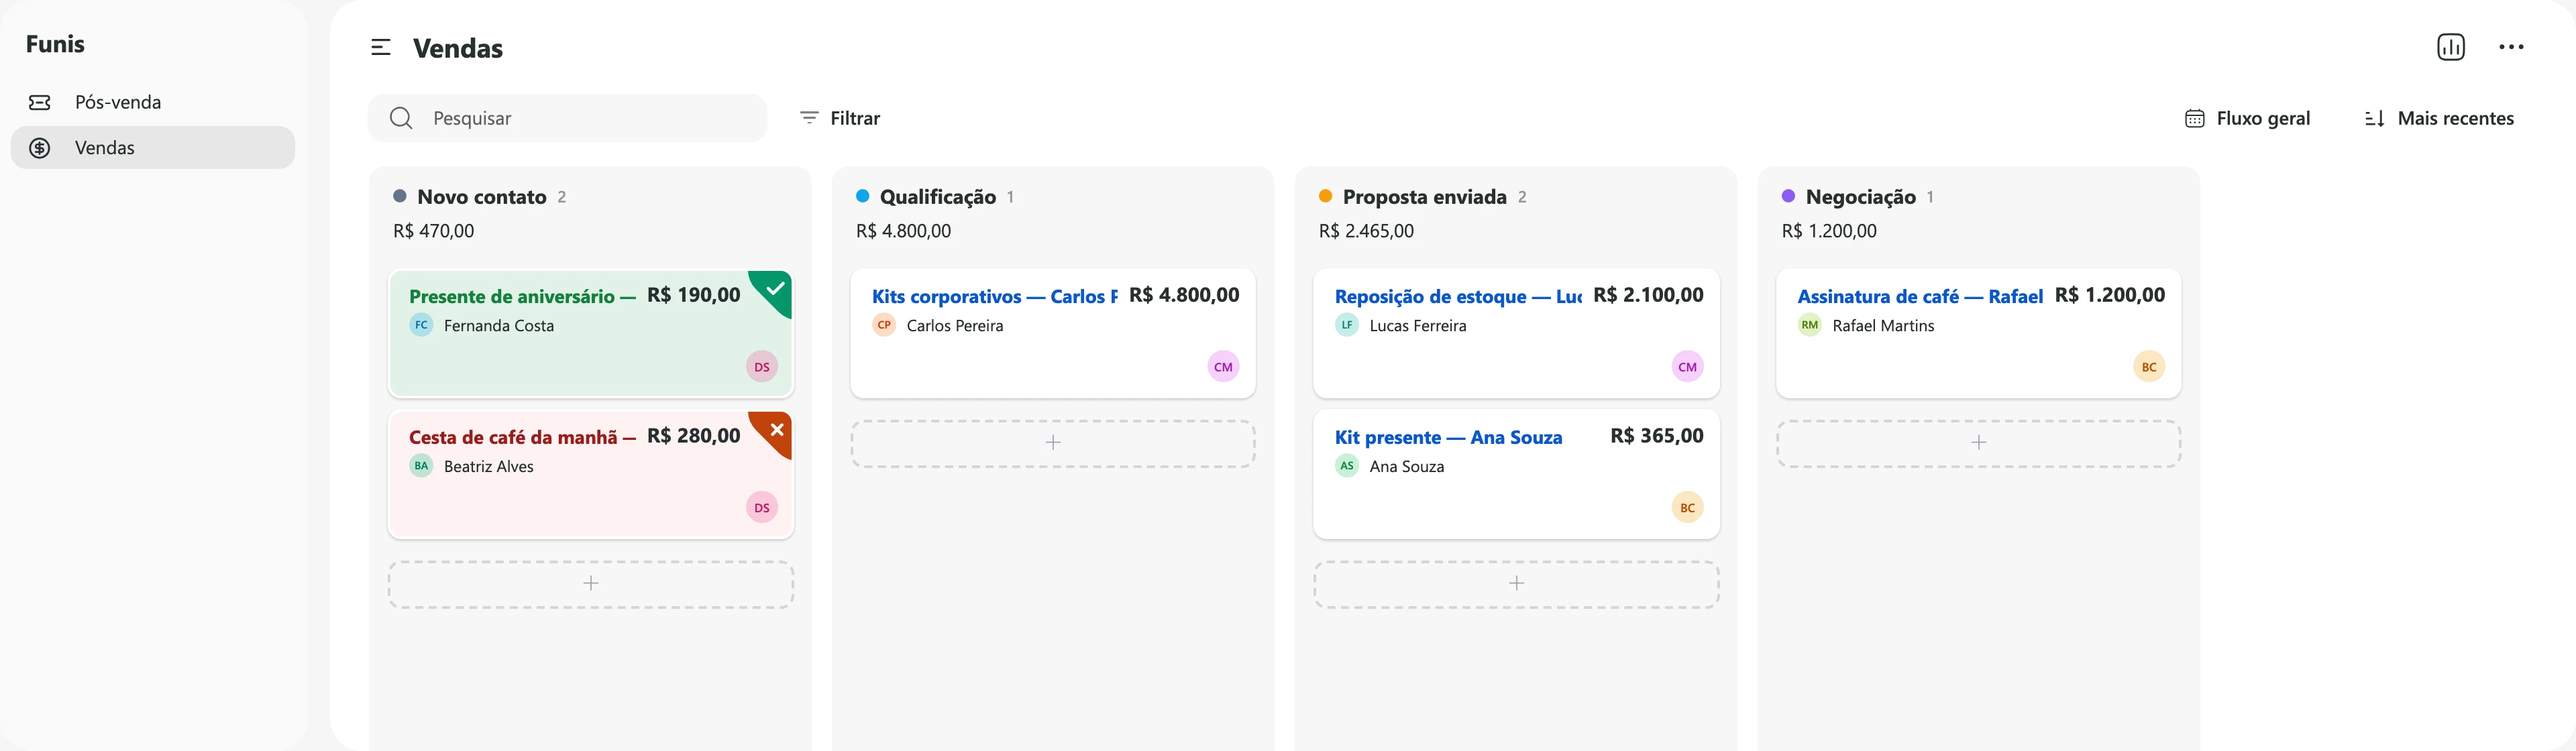 Funis
Pós-venda
Vendas
Vendas
Pesquisar
Filtrar
Fluxo geral
Mais recentes
Novo contato 2
R$ 470,00
Presente de aniversário — R$ 190,00
FC Fernanda Costa
DS
Cesta de café da manhã — R$ 280,00
BA Beatriz Alves
DS
Qualificação 1
R$ 4.800,00
Kits corporativos — Carlos R$ 4.800,00
CP Carlos Pereira
CM
Proposta enviada 2
R$ 2.465,00
Reposição de estoque — Luc R$ 2.100,00
LF Lucas Ferreira
CM
Kit presente — Ana Souza R$ 365,00
AS Ana Souza
BC
Negociação 1
R$ 1.200,00
Assinatura de café — Rafael R$ 1.200,00
RM Rafael Martins
BC